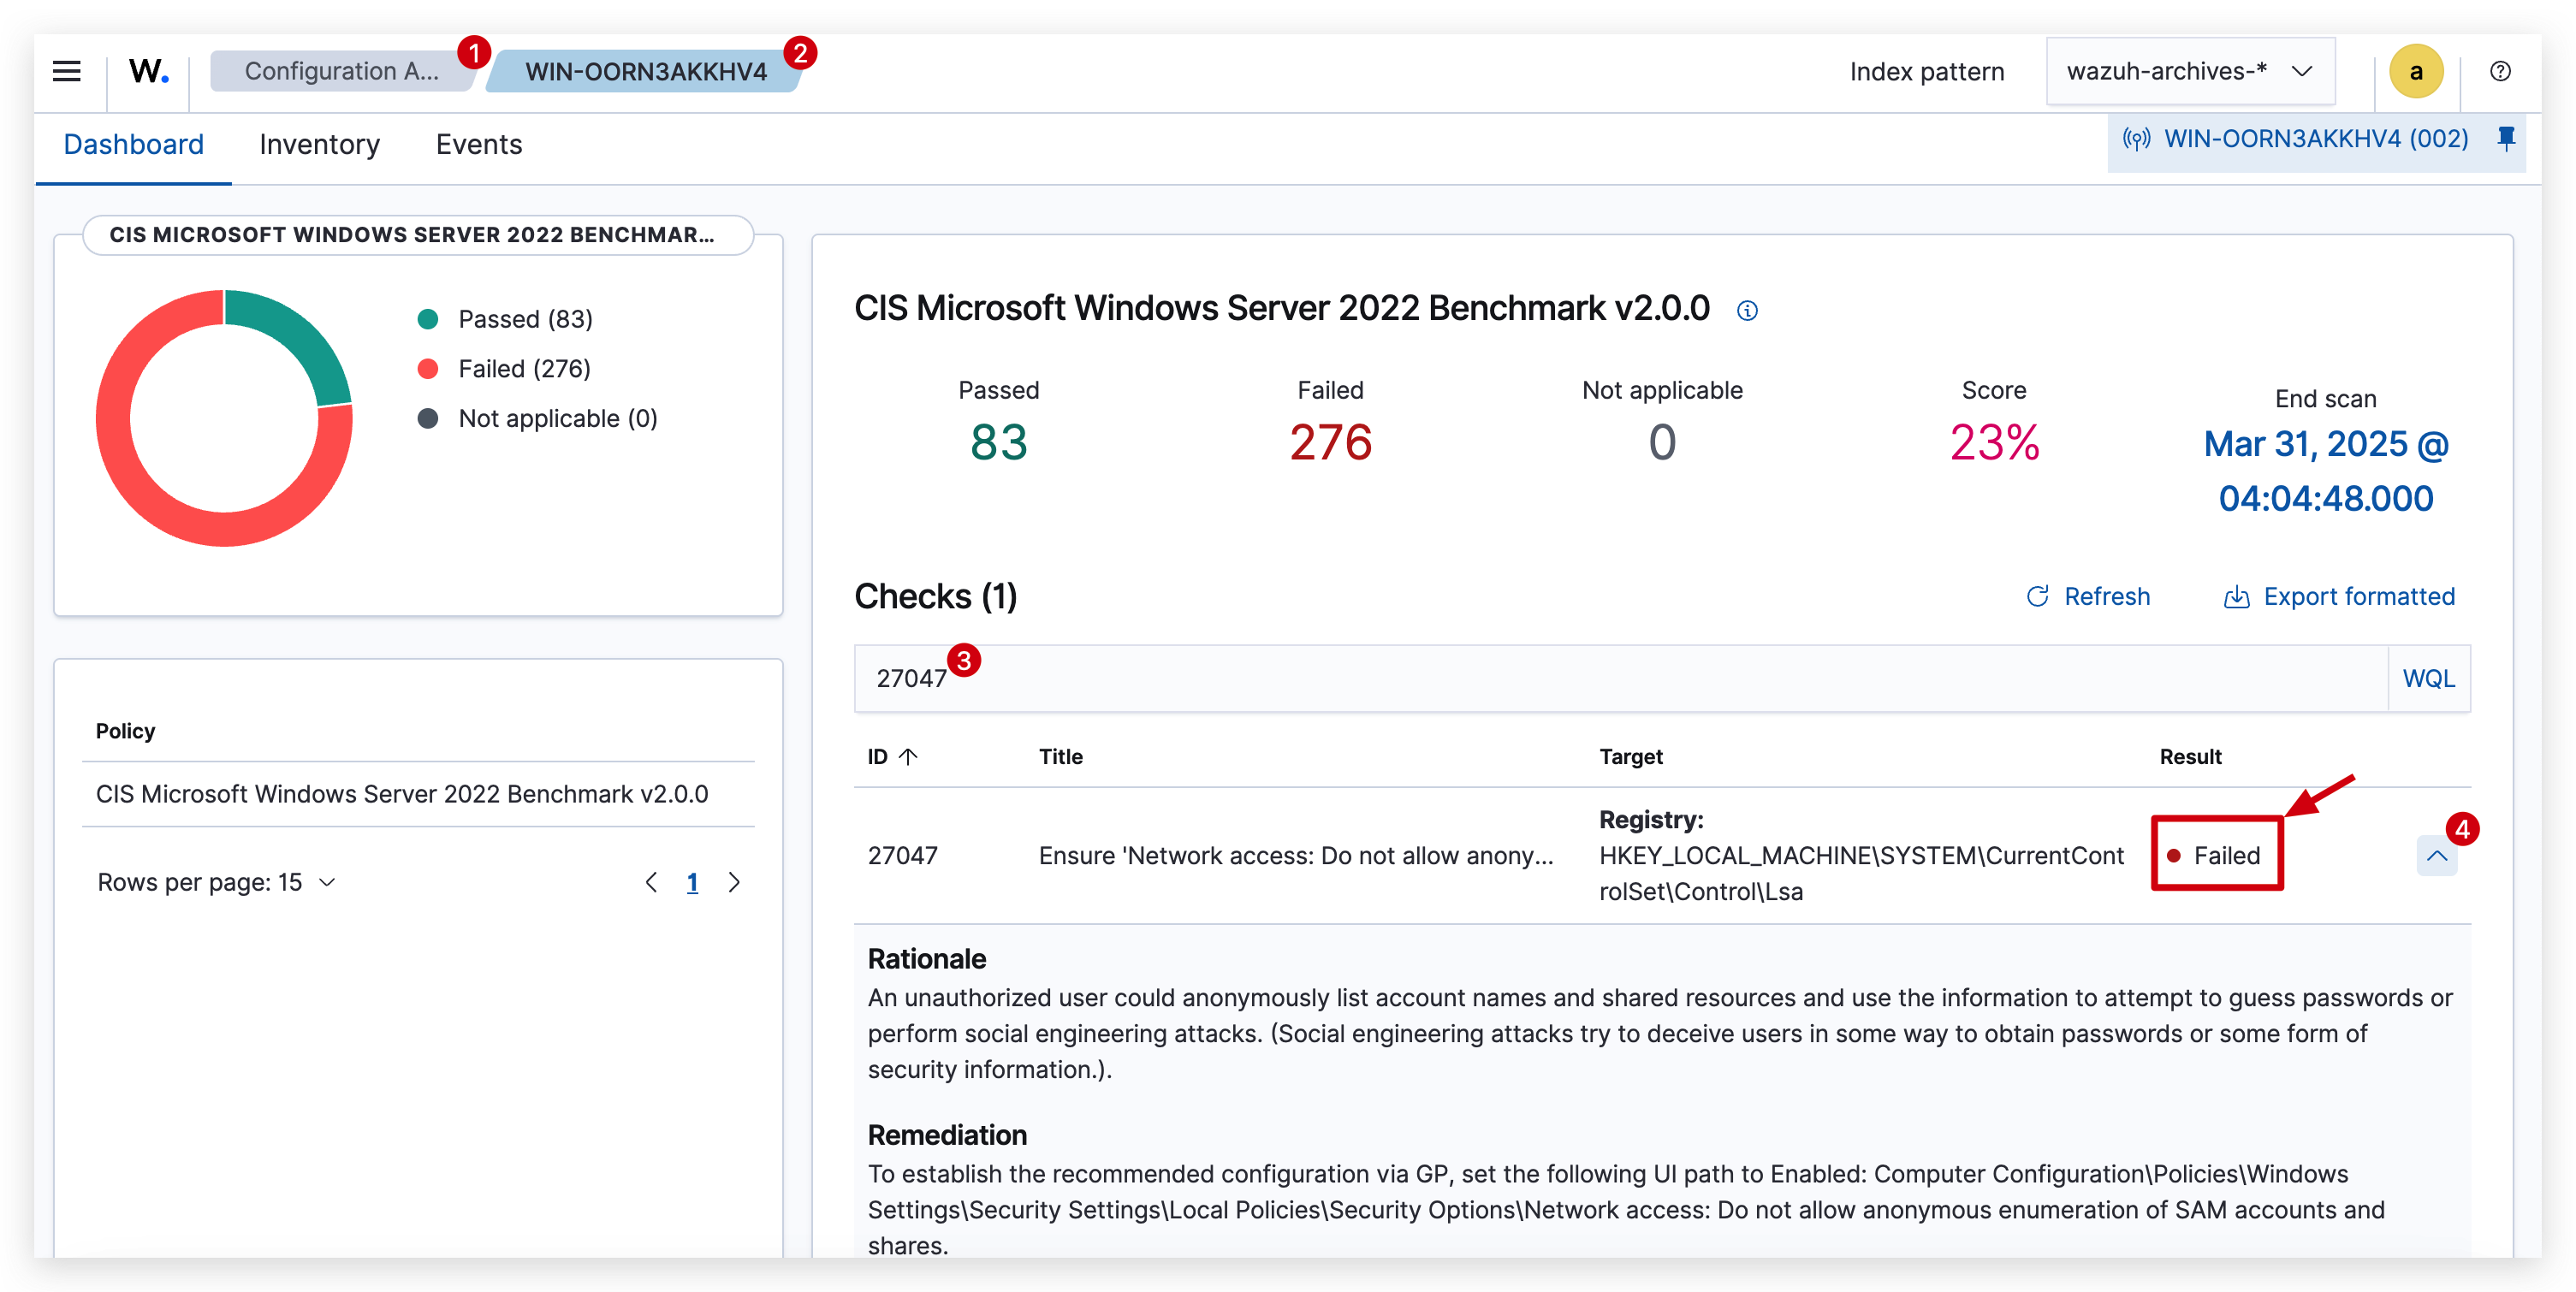 W.
Configuration A...
1
WIN-OORN3AKKHV4
2
Index pattern
wazuh-archives-*
a
Dashboard
Inventory
Events
WIN-OORN3AKKHV4 (002)
CIS MICROSOFT WINDOWS SERVER 2022 BENCHMAR...
Passed (83)
Failed (276)
Not applicable (0)
Policy
CIS Microsoft Windows Server 2022 Benchmark v2.0.0
Rows per page: 15
1
CIS Microsoft Windows Server 2022 Benchmark v2.0.0
Passed
83
Failed
276
Not applicable
0
Score
23%
End scan
Mar 31, 2025 @
04:04:48.000
Checks (1)
Refresh
Export formatted
27047
3
WQL
ID
Title
Target
Result
27047
Ensure 'Network access: Do not allow anony...
Registry:
HKEY_LOCAL_MACHINE\SYSTEM\CurrentCont
rolSet\Control\Lsa
Failed
4
Rationale
An unauthorized user could anonymously list account names and shared resources and use the information to attempt to guess passwords or
perform social engineering attacks. (Social engineering attacks try to deceive users in some way to obtain passwords or some form of
security information.).
Remediation
To establish the recommended configuration via GP, set the following UI path to Enabled: Computer Configuration\Policies\Windows
Settings\Security Settings\Local Policies\Security Options\Network access: Do not allow anonymous enumeration of SAM accounts and
shares.